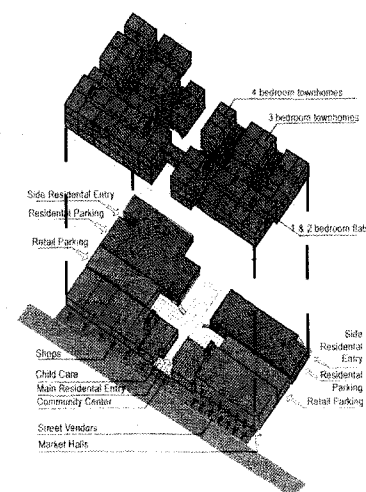 4 bedroom townhomes
3 bedroom townhomes
Side Residental Entry
Residental Parking
1 & 2 bedroom flats
Retail Parking
Side
Residental
Entry
Shops
Child Care
Residental
Parking
Main Residental Entry
Community Center
Retail Parking
Street Vendors
Market Halls